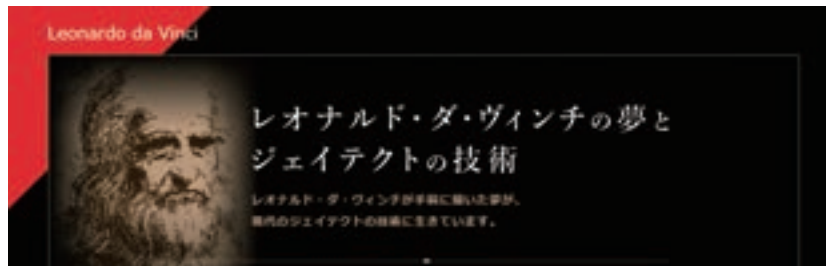 Leonardo da Vinci
レオナルド・ダ・ヴィンチの夢と
ジェイテクトの技術
レオナルド・ダ・ヴィンチが手稿に描いた夢が、
現代のジェイテクトの技術に生きています。